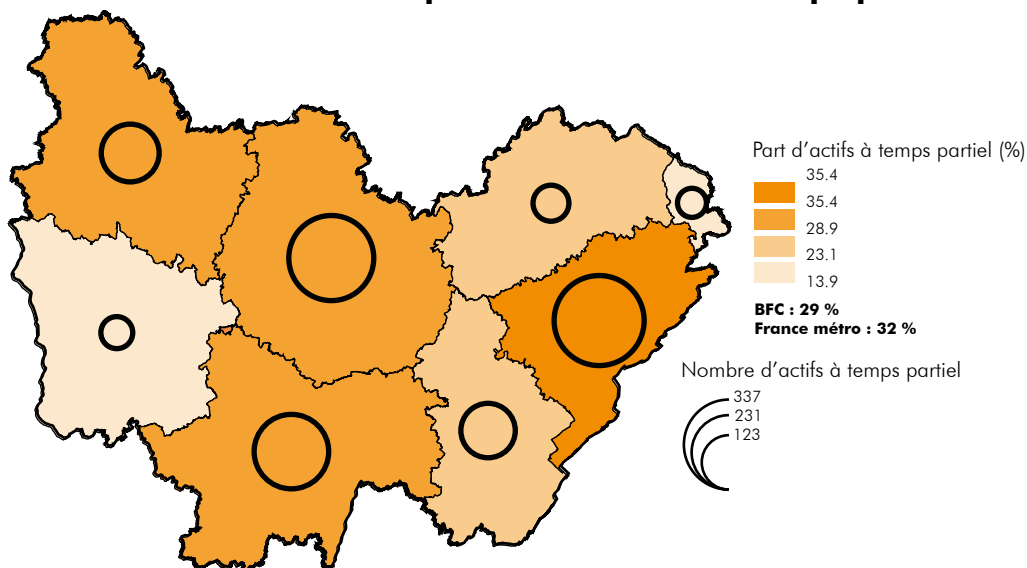 Part d'actifs à temps partiel (%)
35.4
35.4
28.9
23.1
13.9
BFC : 29 %
France métro : 32 %
Nombre d'actifs à temps partiel
337
231
123